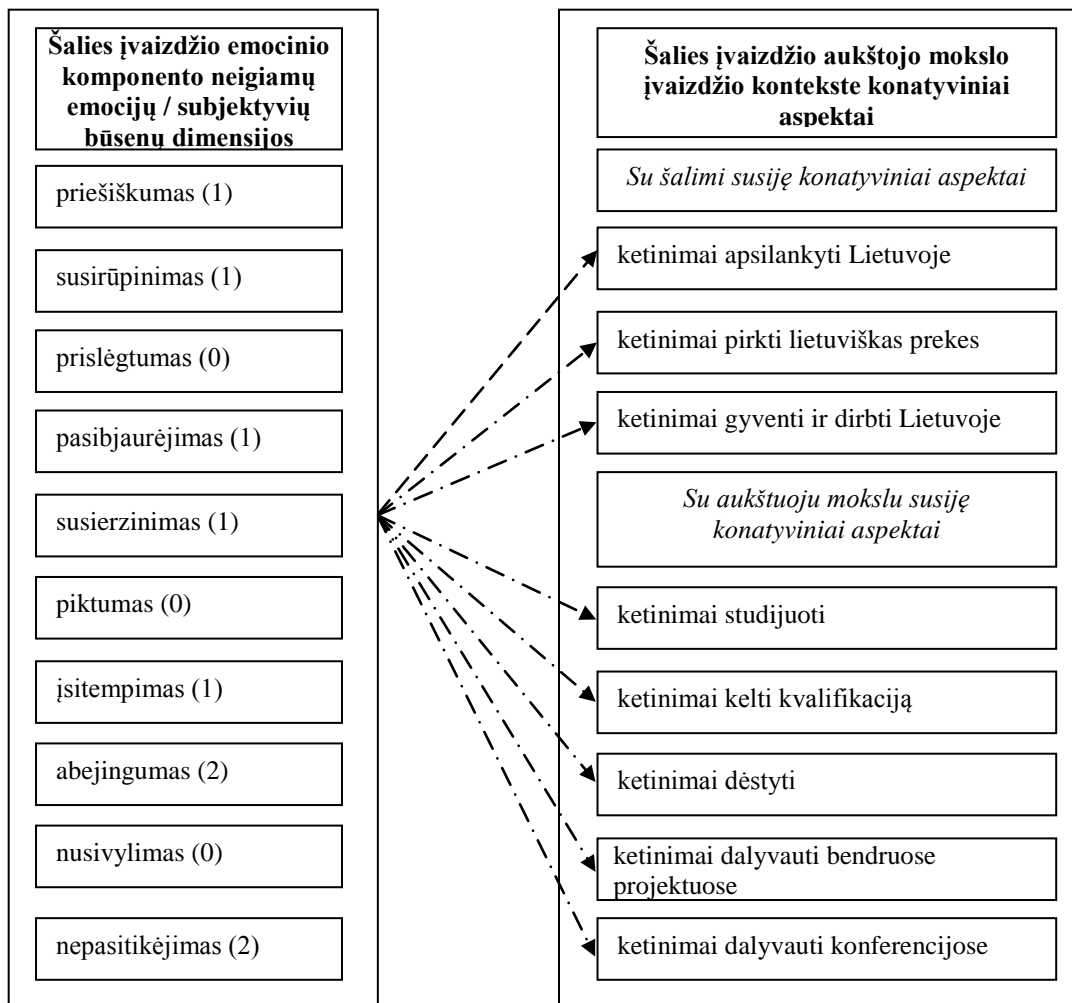 Šalies įvaizdžio emocinio
komponento neigiamų
emocijų / subjektyvių
būsenų dimensijos
priešiškumas (1)
susirūpinimas (1)
prislėgtumas (0)
pasibjaurėjimas (1)
susierzinimas (1)
piktumas (0)
įsitempimas (1)
abejingumas (2)
nusivylimas (0)
nepasitikėjimas (2)
Šalies įvaizdžio aukštojo mokslo
įvaizdžio kontekste konatyviniai
aspektai
Su šalimi susiję konatyviniai aspektai
ketinimai apsilankyti Lietuvoje
ketinimai pirkti lietuviškas prekes
ketinimai gyventi ir dirbti Lietuvoje
Su aukštuoju mokslu susiję
konatyviniai aspektai
ketinimai studijuoti
ketinimai kelti kvalifikaciją
ketinimai dėstyti
ketinimai dalyvauti bendruose
projektuose
ketinimai dalyvauti konferencijose